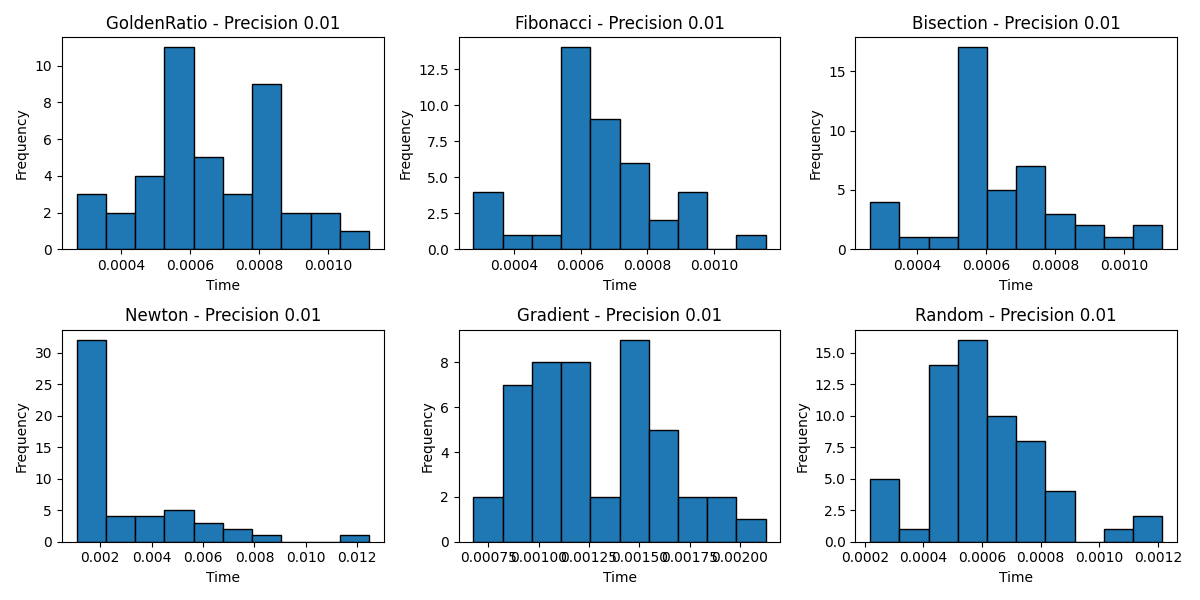 GoldenRatio - Precision 0.01
Frequency
10
8
6
4
2
0
0.0004 0.0006 0.0008 0.0010
Time
Fibonacci - Precision 0.01
Frequency
12.5
10.0
7.5
5.0
2.5
0.0
0.0004 0.0006 0.0008 0.0010
Time
Bisection - Precision 0.01
Frequency
15
10
5
0
0.0004 0.0006 0.0008 0.0010
Time
Newton - Precision 0.01
Frequency
30
25
20
15
10
5
0
0.002 0.004 0.006 0.008 0.010 0.012
Time
Gradient - Precision 0.01
Frequency
8
6
4
2
0
0.00075 0.00100 0.00125 0.00150 0.00175 0.00200
Time
Random - Precision 0.01
Frequency
15.0
12.5
10.0
7.5
5.0
2.5
0.0
0.0002 0.0004 0.0006 0.0008 0.0010 0.0012
Time